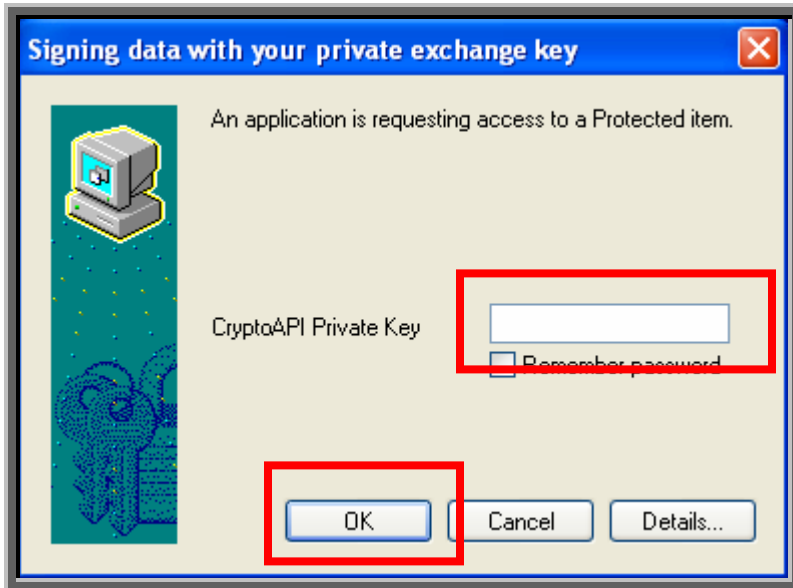 Signing data with your private exchange key
An application is requesting access to a Protected item.
CryptoAPI Private Key
Remember password
OK Cancel Details...